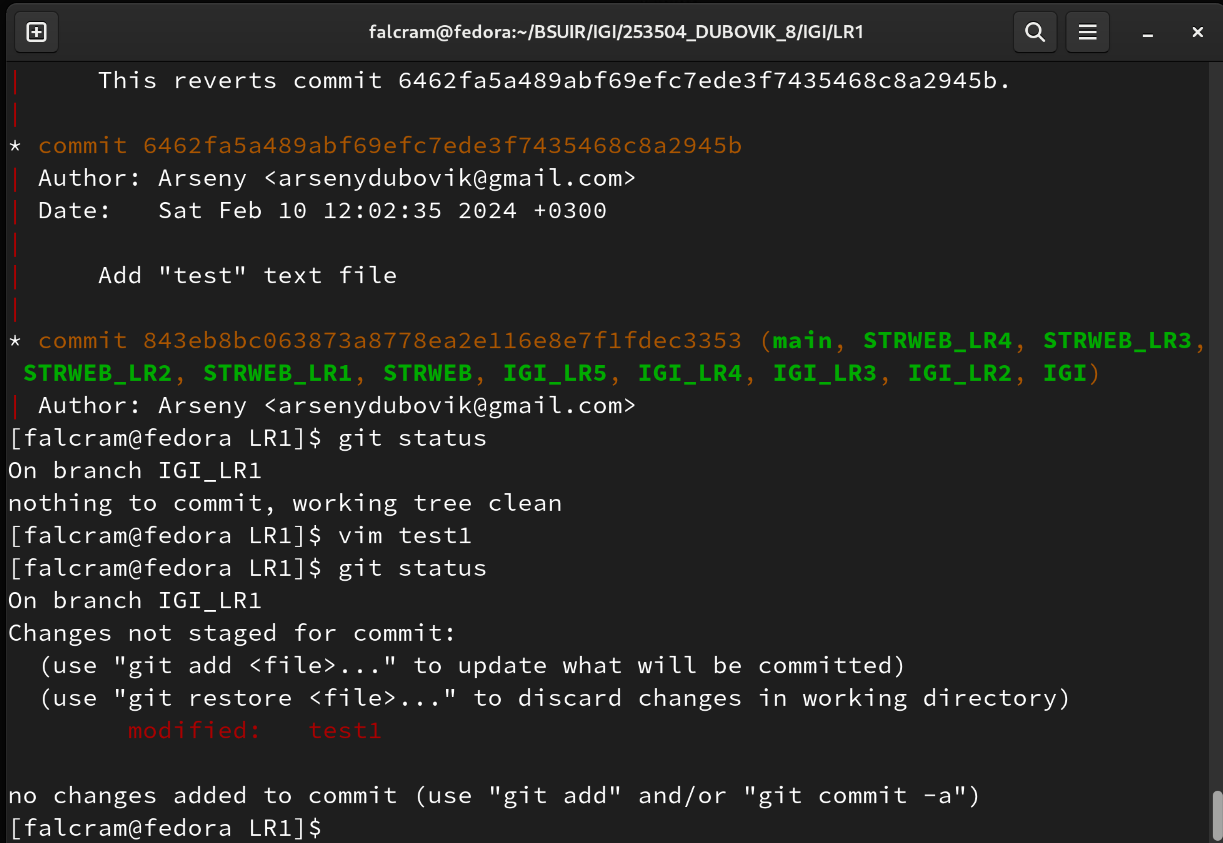 falcram@fedora:~/BSUIR/IGI/253504_DUBOVIK_8/IGI/LR1
|     This reverts commit 6462fa5a489abf69efc7ede3f7435468c8a2945b.
|
* commit 6462fa5a489abf69efc7ede3f7435468c8a2945b
| Author: Arseny <arsenydubovik@gmail.com>
| Date:   Sat Feb 10 12:02:35 2024 +0300
|
|     Add "test" text file
|
* commit 843eb8bc063873a8778ea2e116e8e7f1fdec3353 (main, STRWEB_LR4, STRWEB_LR3,
 STRWEB_LR2, STRWEB_LR1, STRWEB, IGI_LR5, IGI_LR4, IGI_LR3, IGI_LR2, IGI)
| Author: Arseny <arsenydubovik@gmail.com>
[falcram@fedora LR1]$ git status
On branch IGI_LR1
nothing to commit, working tree clean
[falcram@fedora LR1]$ vim test1
[falcram@fedora LR1]$ git status
On branch IGI_LR1
Changes not staged for commit:
  (use "git add <file>..." to update what will be committed)
  (use "git restore <file>..." to discard changes in working directory)
        modified:   test1

no changes added to commit (use "git add" and/or "git commit -a")
[falcram@fedora LR1]$